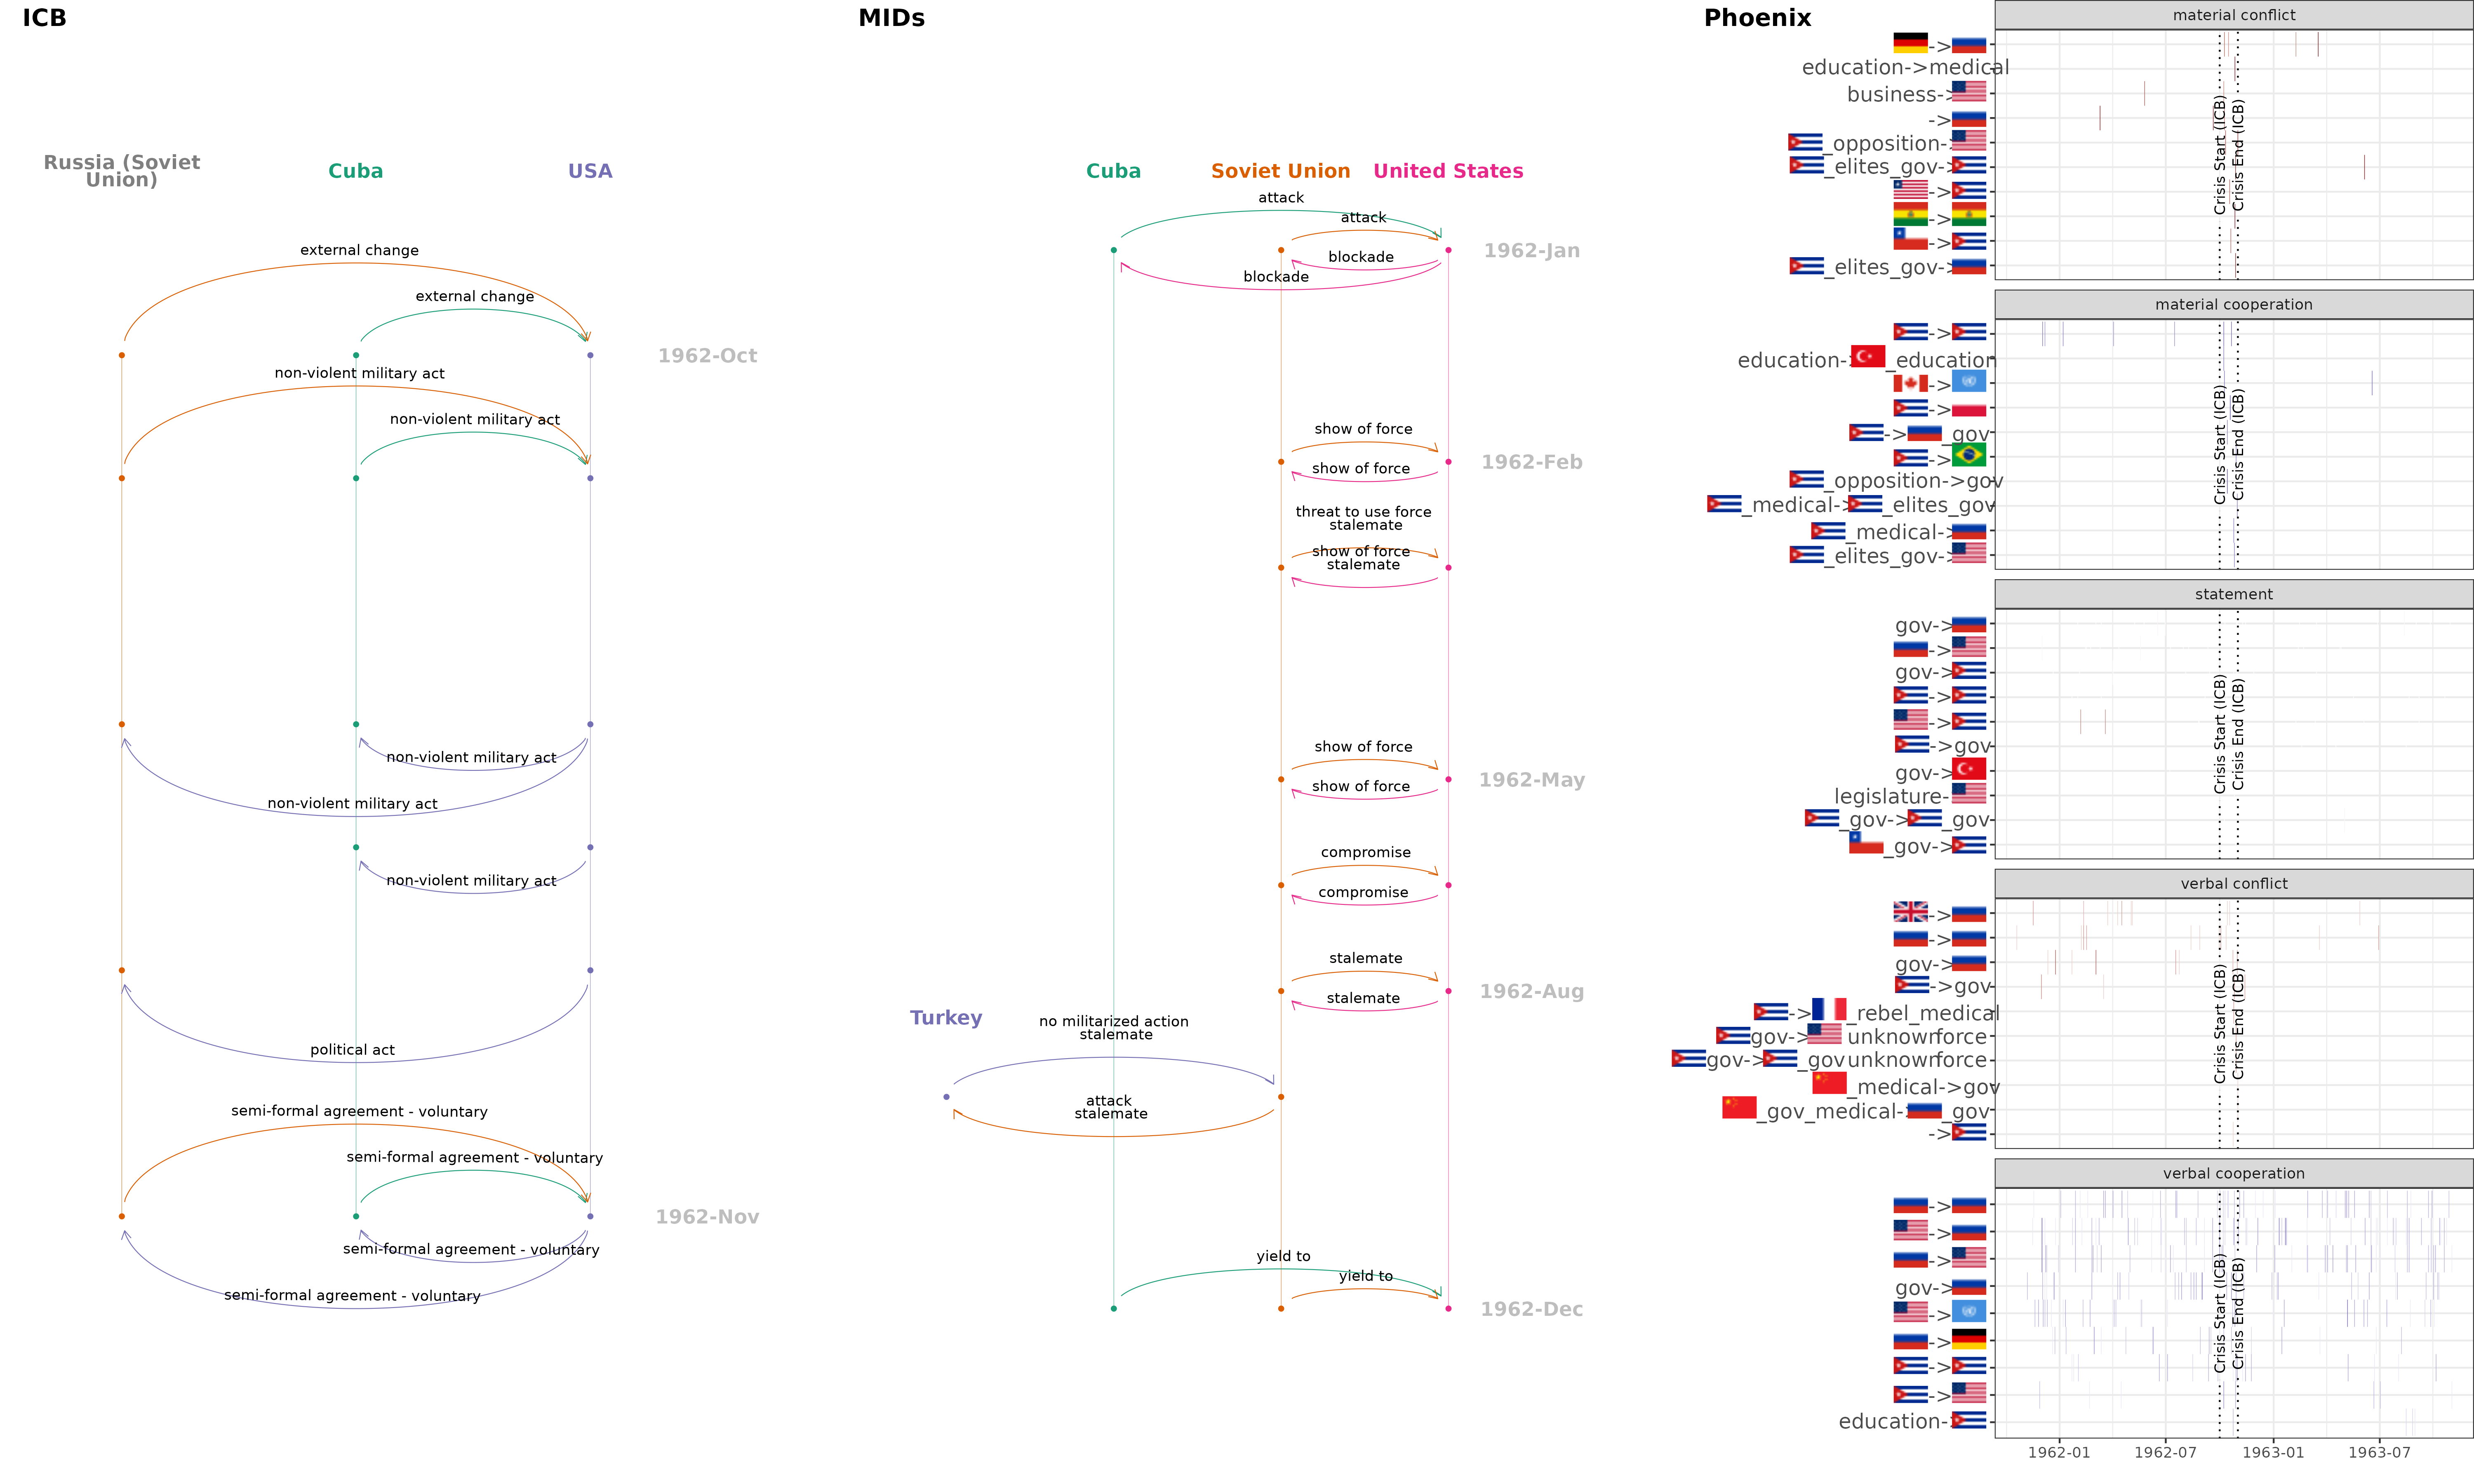 ICB
Russia (Soviet
Union)
Cuba
USA
external change
external change
1962-Oct
non-violent military act
non-violent military act
non-violent military act
non-violent military act
non-violent military act
political act
semi-formal agreement - voluntary
semi-formal agreement - voluntary
1962-Nov
semi-formal agreement - voluntary
semi-formal agreement - voluntary
MIDs
Cuba
Soviet Union
United States
attack
attack
1962-Jan
blockade
blockade
show of force
1962-Feb
show of force
threat to use force
stalemate
show of force
stalemate
show of force
1962-May
show of force
compromise
compromise
stalemate
1962-Aug
stalemate
Turkey
no militarized action
stalemate
attack
stalemate
yield to
yield to
1962-Dec
Phoenix
material conflict
->
education->medical
business->
->
_opposition->
_elites_gov->
->
->
->
_elites_gov->
Crisis Start (ICB)
Crisis End (ICB)
material cooperation
->
education->_education
->
->
->_gov
->
_opposition->gov
_medical->_elites_gov
_medical->
_elites_gov->
Crisis Start (ICB)
Crisis End (ICB)
statement
gov->
->
gov->
->
->
->gov
gov->
legislature-
_gov->_gov
_gov->
Crisis Start (ICB)
Crisis End (ICB)
verbal conflict
->
->
gov->
->gov
->_rebel_medical
gov->unknownforce
gov->_govunknownforce
_medical->gov
_gov_medical->_gov
->
Crisis Start (ICB)
Crisis End (ICB)
verbal cooperation
->
->
->
gov->
->
->
->
->
education->
Crisis Start (ICB)
Crisis End (ICB)
1962-01
1962-07
1963-01
1963-07